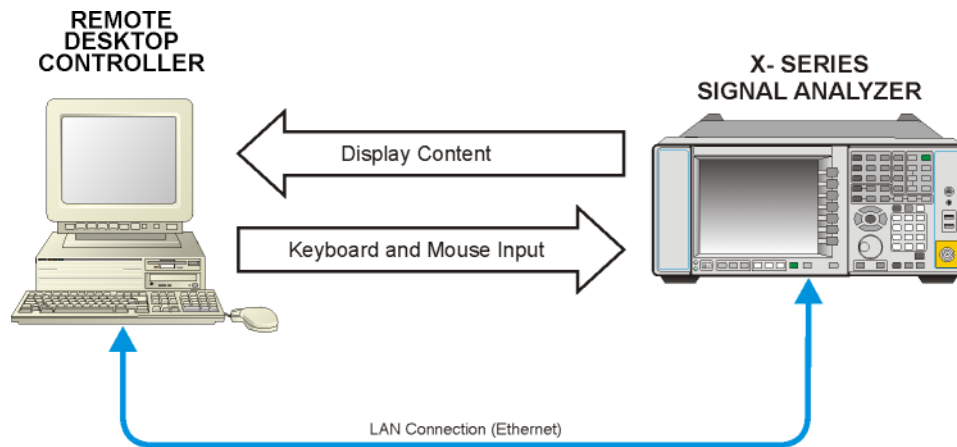 REMOTE
DESKTOP
CONTROLLER
X- SERIES
SIGNAL ANALYZER
Display Content
Keyboard and Mouse Input
LAN Connection (Ethernet)